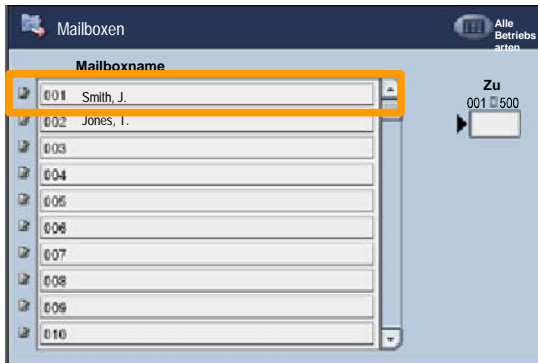 Mailboxen
Alle
Betriebs
arten
Mailboxname
Zu
001 500
001 Smith, J.
002 Jones, T.
003
004
005
006
007
008
009
010